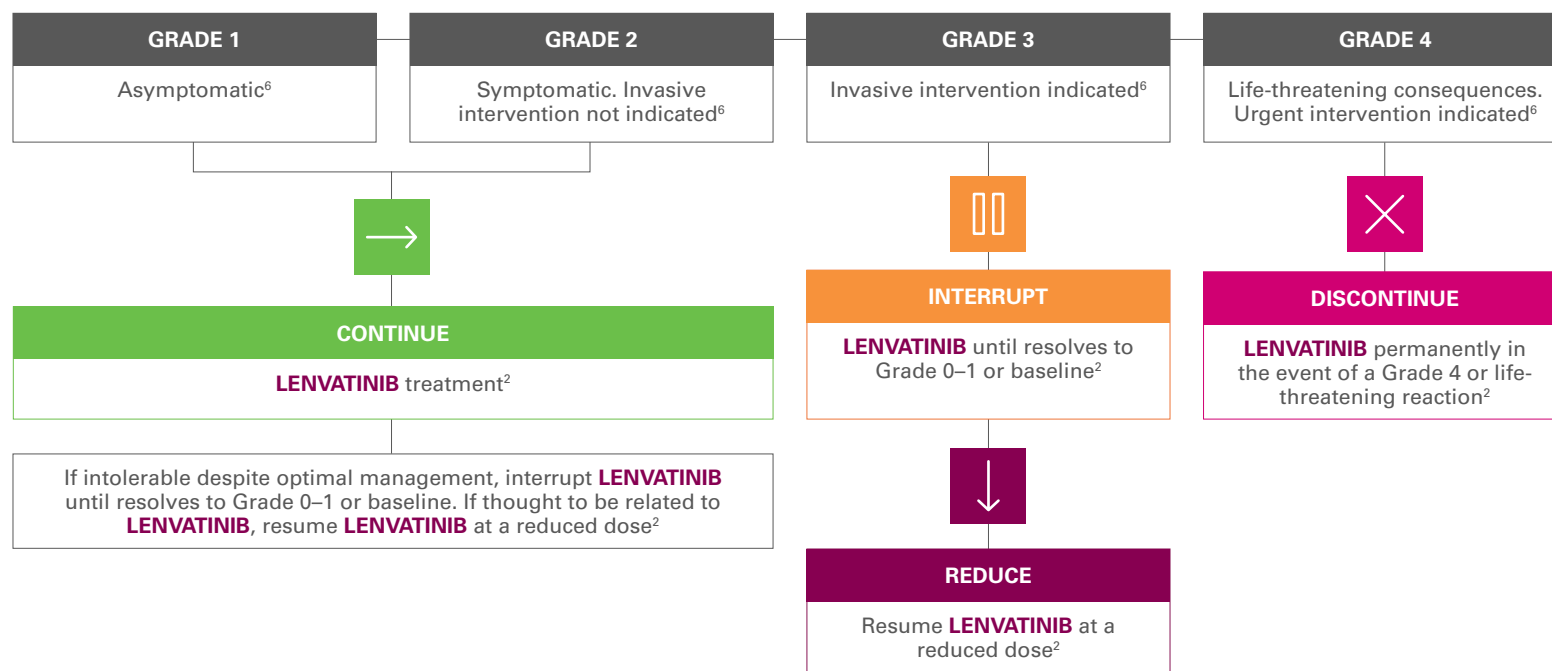 GRADE 1
Asymptomatic⁶
GRADE 2
Symptomatic. Invasive
intervention not indicated⁶
GRADE 3
Invasive intervention indicated⁶
GRADE 4
Life-threatening consequences.
Urgent intervention indicated⁶
CONTINUE
LENVATINIB treatment²
If intolerable despite optimal management, interrupt LENVATINIB
until resolves to Grade 0–1 or baseline. If thought to be related to
LENVATINIB, resume LENVATINIB at a reduced dose²
INTERRUPT
LENVATINIB until resolves to
Grade 0–1 or baseline²
REDUCE
Resume LENVATINIB at a
reduced dose²
DISCONTINUE
LENVATINIB permanently in
the event of a Grade 4 or life-
threatening reaction²